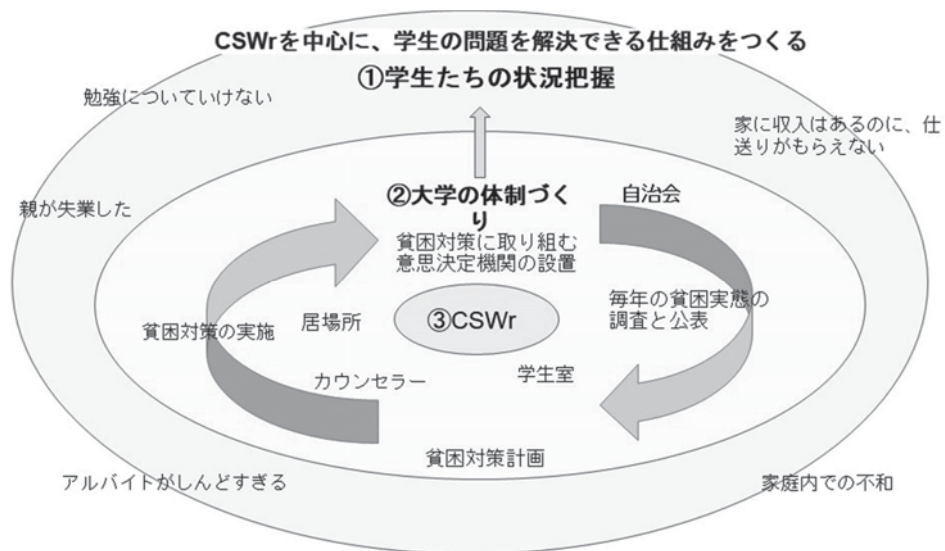 CSWrを中心に、学生の問題を解決できる仕組みをつくる
①学生たちの状況把握
勉強についていけない
家に収入はあるのに、仕
送りがもらえない
親が失業した
②大学の体制づく
り
自治会
貧困対策に取り組む
意思決定機関の設置
毎年の貧困実態の
調査と公表
貧困対策の実施
居場所
③CSWr
学生室
カウンセラー
貧困対策計画
アルバイトがしんどすぎる
家庭内での不和